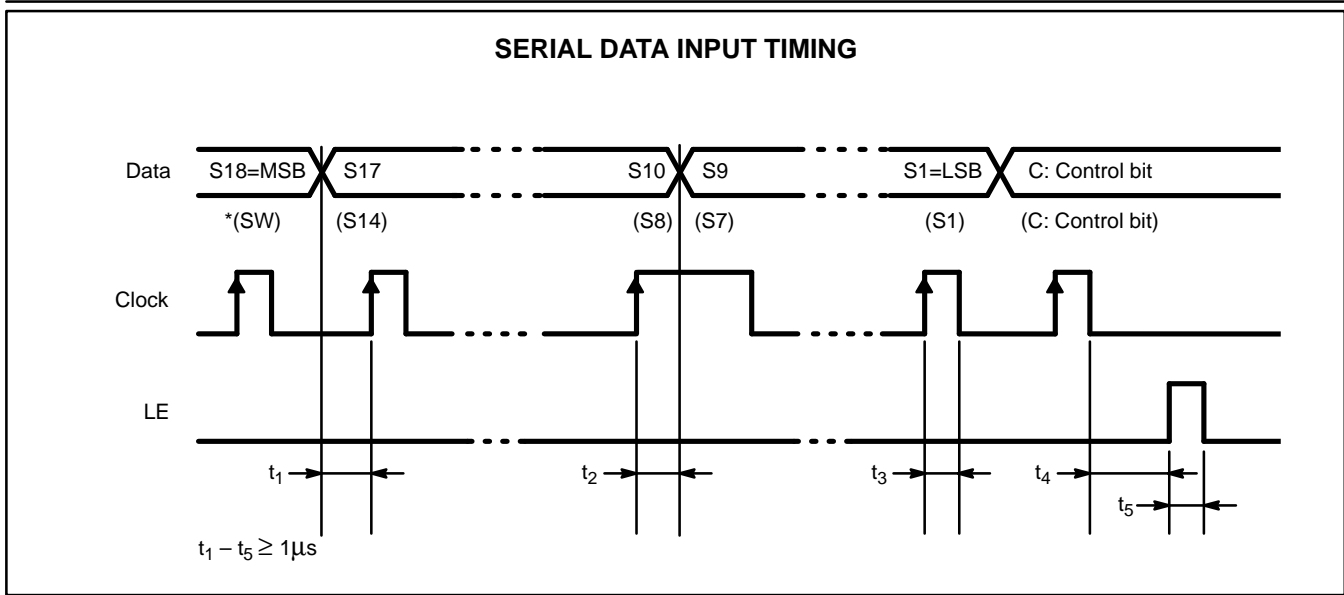 SERIAL DATA INPUT TIMING
Data S18=MSB S17 S10 S9 S1=LSB C: Control bit
*(SW) (S14) (S8) (S7) (S1) (C: Control bit)
Clock
LE
t1 t2 t3 t4
t5
t1 – t5 ≥ 1µs